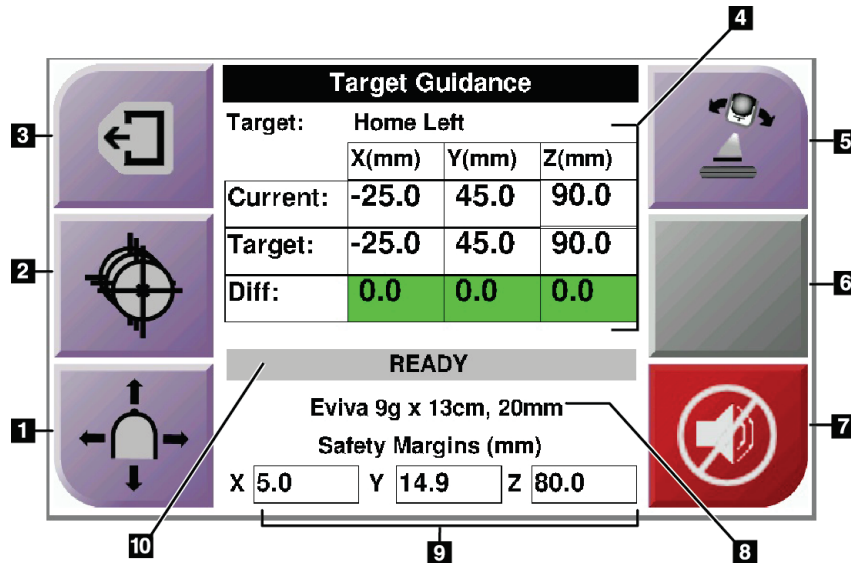 4
Target Guidance
3
Target: Home Left
5
X(mm) Y(mm) Z(mm)
Current: -25.0 45.0 90.0
Target: -25.0 45.0 90.0
2
Diff: 0.0 0.0 0.0
6
READY
Eviva 9g x 13cm, 20mm
1
7
Safety Margins (mm)
X 5.0 Y 14.9 Z 80.0
10
9
8